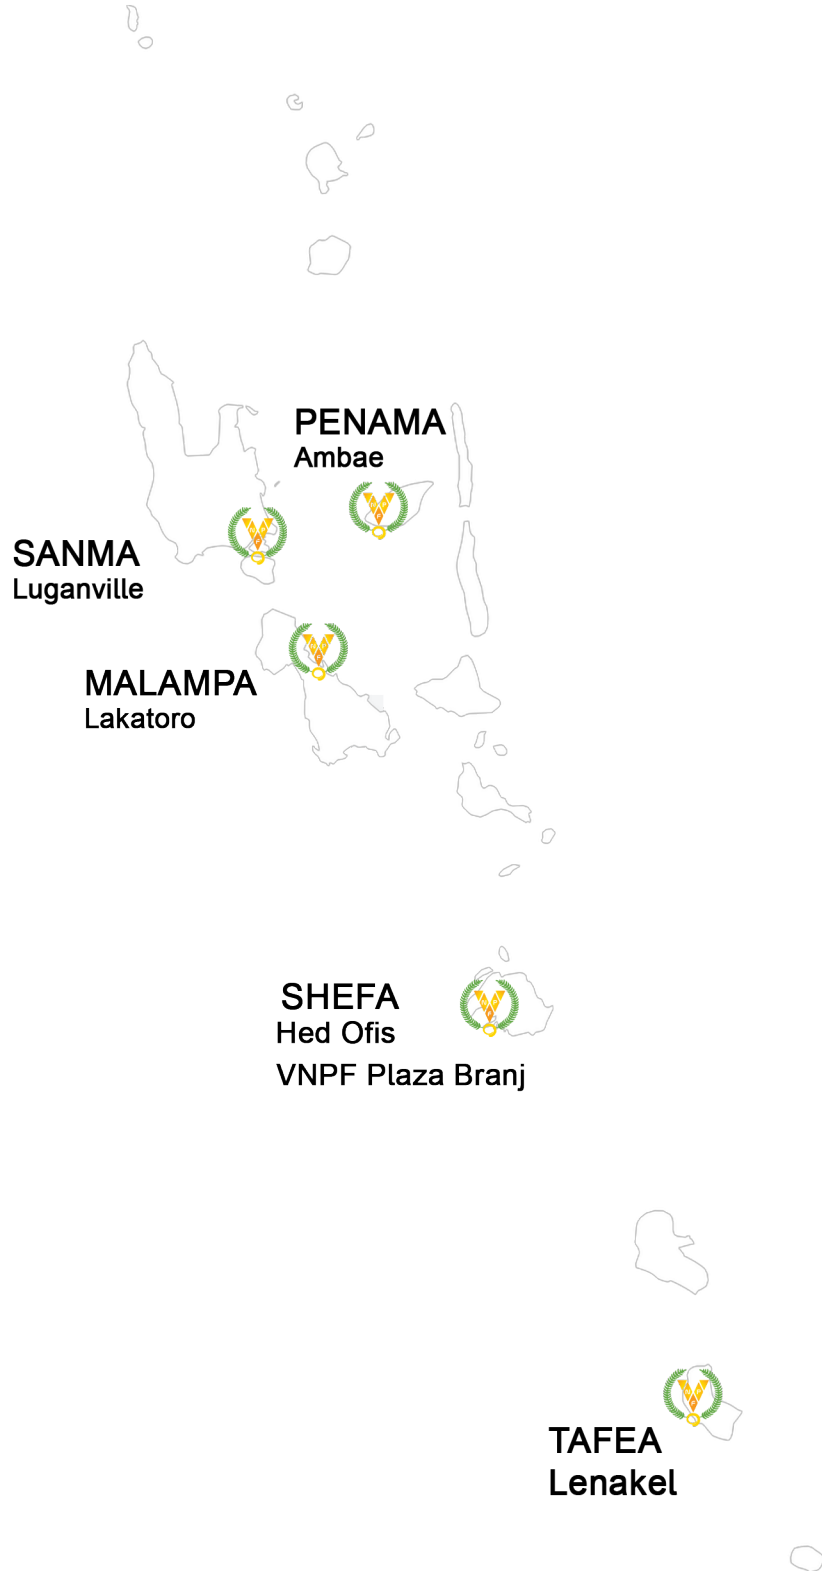 PENAMA
Ambae
SANMA
Luganville
MALAMPA
Lakatoro
SHEFA
Hed Ofis
VNPF Plaza Branj
TAFEA
Lenakel